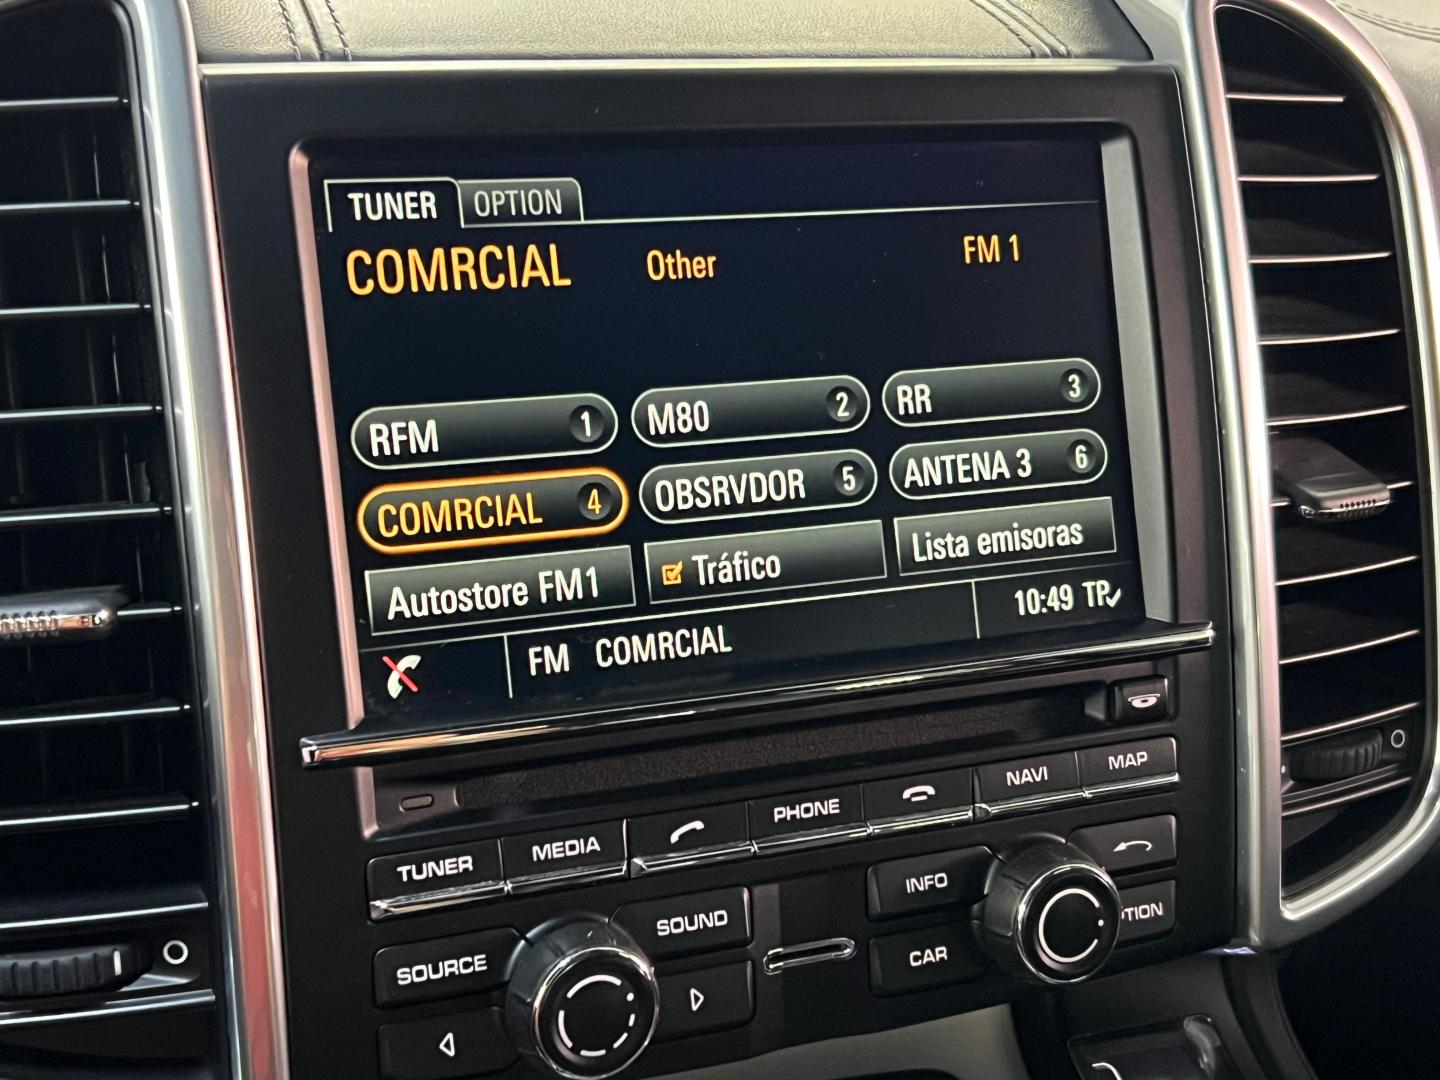 TUNER OPTION
COMRCIAL Other FM 1
RFM 1 M80 2 RR 3
COMRCIAL 4 OBSRVDOR 5 ANTENA 3 6
Autostore FM1 Tráfico Lista emisoras
FM COMRCIAL 10:49 TP
TUNER MEDIA PHONE NAVI MAP
SOURCE SOUND INFO
CAR TION